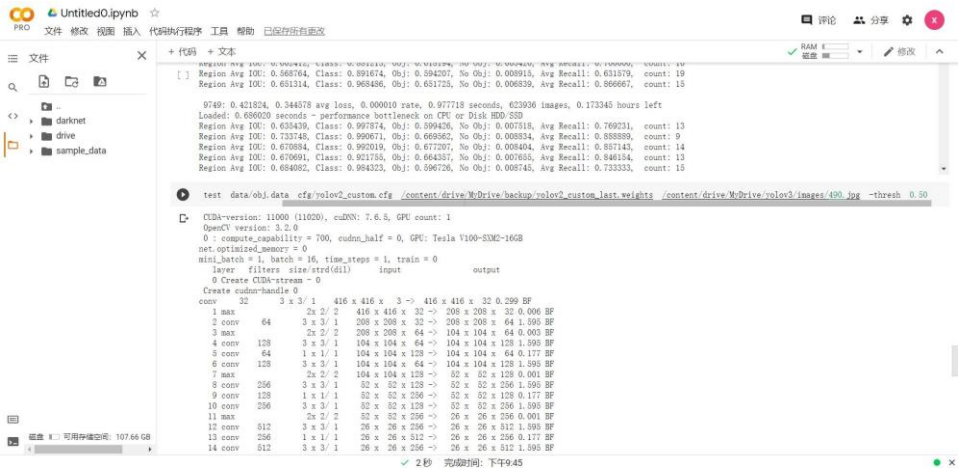 CO
PRO
Untitled0.ipynb
文件 修改 视图 插入 代码执行程序 工具 帮助 已保存所有更改
评论 分享 X
文件
+ 代码 + 文本
RAM
磁盘
修改
..
darknet
drive
sample_data
[ ] Region Avg IOU: 0.568764, Class: 0.891674, Obj: 0.594207, No Obj: 0.008915, Avg Recall: 0.631579, count: 19
Region Avg IOU: 0.651314, Class: 0.968486, Obj: 0.651725, No Obj: 0.006839, Avg Recall: 0.866667, count: 15
9749: 0.421824, 0.344578 avg loss, 0.000010 rate, 0.977718 seconds, 623936 images, 0.173345 hours left
Loaded: 0.686020 seconds - performance bottleneck on CPU or Disk HDD/SSD
Region Avg IOU: 0.635439, Class: 0.997874, Obj: 0.599426, No Obj: 0.007518, Avg Recall: 0.769231, count: 13
Region Avg IOU: 0.733748, Class: 0.990671, Obj: 0.669562, No Obj: 0.008834, Avg Recall: 0.888889, count: 9
Region Avg IOU: 0.670884, Class: 0.992019, Obj: 0.677207, No Obj: 0.008404, Avg Recall: 0.857143, count: 14
Region Avg IOU: 0.670691, Class: 0.921755, Obj: 0.664357, No Obj: 0.007655, Avg Recall: 0.846154, count: 13
Region Avg IOU: 0.684082, Class: 0.984323, Obj: 0.596726, No Obj: 0.008745, Avg Recall: 0.733333, count: 15
test data/obj.data cfg/yolov2_custom.cfg /content/drive/MyDrive/backup/yolov2_custom_last.weights /content/drive/MyDrive/yolov3/images/490.jpg -thresh 0.50
CUDA-version: 11000 (11020), cuDNN: 7.6.5, GPU count: 1
OpenCV version: 3.2.0
0 : compute_capability = 700, cudnn_half = 0, GPU: Tesla V100-SXM2-16GB
net.optimized_memory = 0
mini_batch = 1, batch = 16, time_steps = 1, train = 0
layer filters size/strd(dil) input output
0 Create CUDA-stream - 0
Create cudnn-handle 0
conv 32 3 x 3/ 1 416 x 416 x 3 -> 416 x 416 x 32 0.299 BF
1 max 2x 2/ 2 416 x 416 x 32 -> 208 x 208 x 32 0.006 BF
2 conv 64 3 x 3/ 1 208 x 208 x 32 -> 208 x 208 x 64 1.595 BF
3 max 2x 2/ 2 208 x 208 x 64 -> 104 x 104 x 64 0.003 BF
4 conv 128 3 x 3/ 1 104 x 104 x 64 -> 104 x 104 x 128 1.595 BF
5 conv 64 1 x 1/ 1 104 x 104 x 128 -> 104 x 104 x 64 0.177 BF
6 conv 128 3 x 3/ 1 104 x 104 x 64 -> 104 x 104 x 128 1.595 BF
7 max 2x 2/ 2 104 x 104 x 128 -> 52 x 52 x 128 0.001 BF
8 conv 256 3 x 3/ 1 52 x 52 x 128 -> 52 x 52 x 256 1.595 BF
9 conv 128 1 x 1/ 1 52 x 52 x 256 -> 52 x 52 x 128 0.177 BF
10 conv 256 3 x 3/ 1 52 x 52 x 128 -> 52 x 52 x 256 1.595 BF
11 max 2x 2/ 2 52 x 52 x 256 -> 26 x 26 x 256 0.001 BF
12 conv 512 3 x 3/ 1 26 x 26 x 256 -> 26 x 26 x 512 1.595 BF
13 conv 256 1 x 1/ 1 26 x 26 x 512 -> 26 x 26 x 256 0.177 BF
14 conv 512 3 x 3/ 1 26 x 26 x 256 -> 26 x 26 x 512 1.595 BF
磁盘 可用存储空间: 107.66 GB
2秒 完成时间: 下午9:45